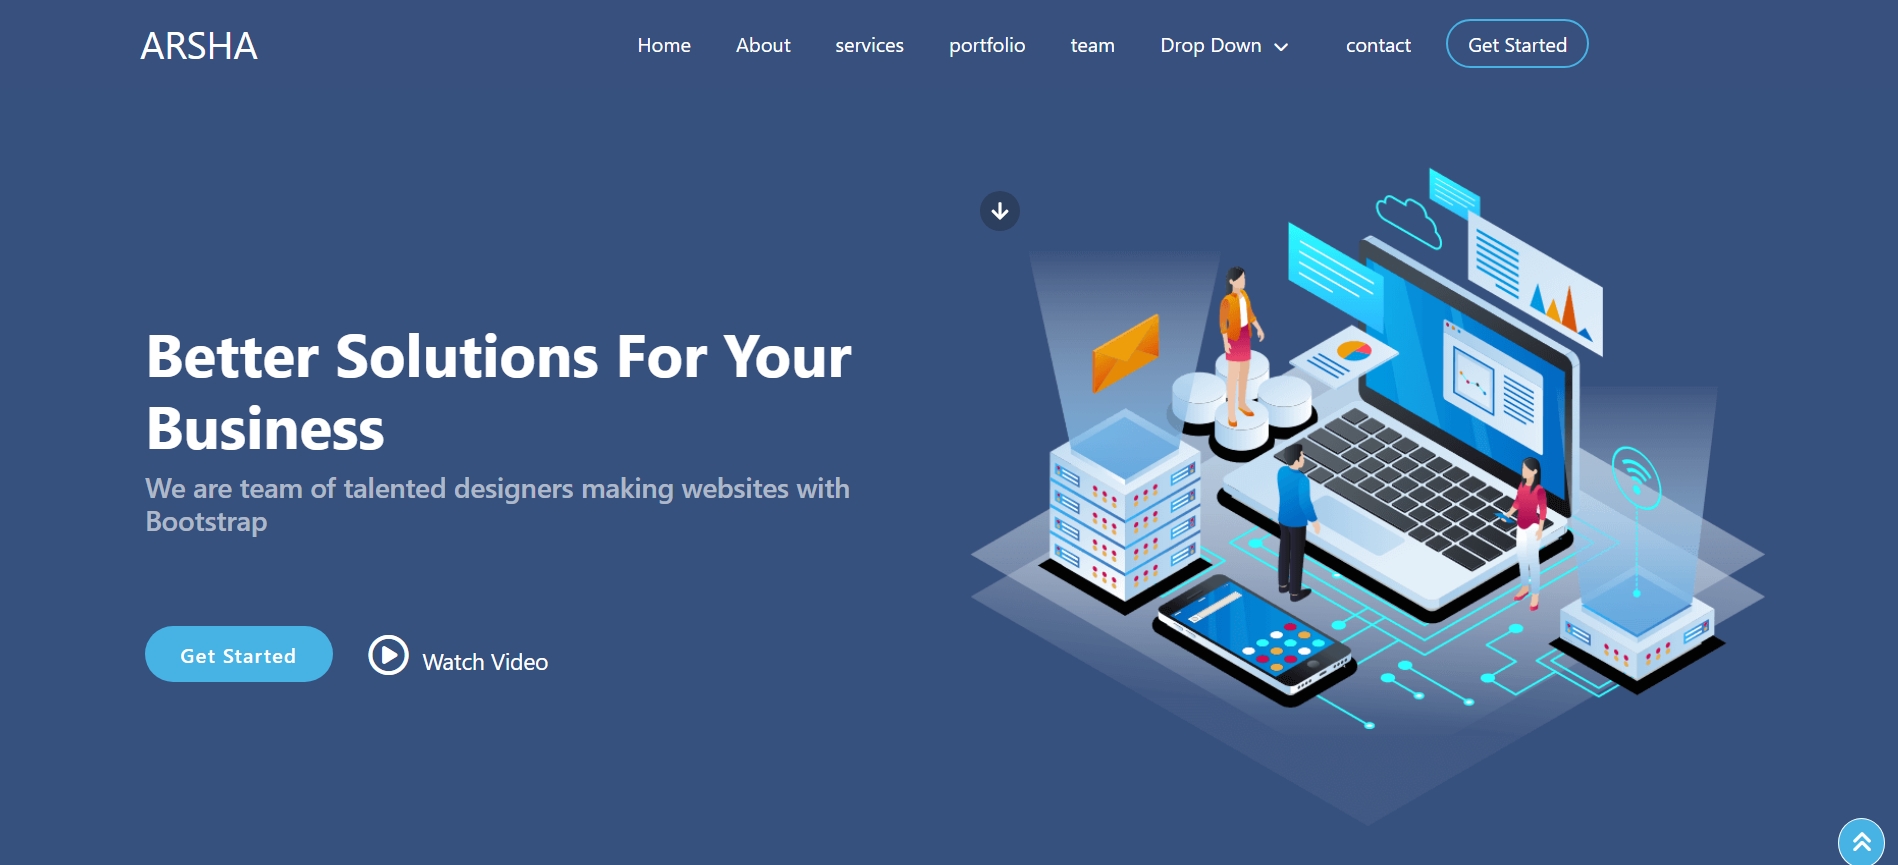 ARSHA
Home About services portfolio team Drop Down contact Get Started
Better Solutions For Your
Business
We are team of talented designers making websites with
Bootstrap
Get Started Watch Video